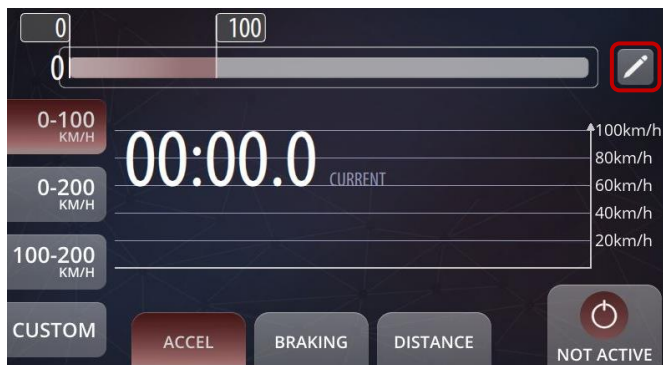 0 100
0
0-100
KM/H
00:00.0 CURRENT
100km/h
80km/h
60km/h
40km/h
20km/h
0-200
KM/H
100-200
KM/H
CUSTOM
ACCEL
BRAKING
DISTANCE
NOT ACTIVE